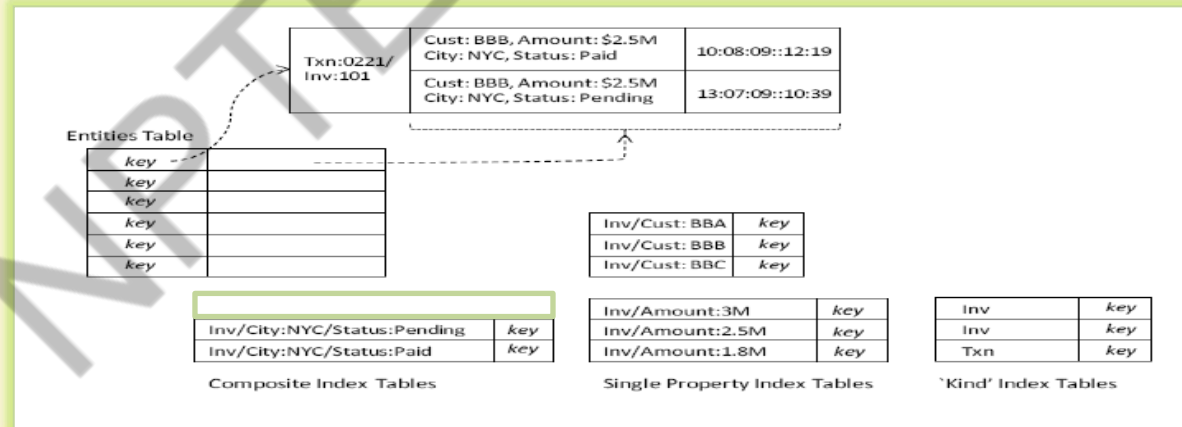 Txn:0221/
Inv:101
Cust: BBB, Amount: $2.5M
City: NYC, Status: Paid
10:08:09::12:19
Cust: BBB, Amount: $2.5M
City: NYC, Status: Pending
13:07:09::10:39
Entities Table
key
key
key
key
key
key
Inv/Cust: BBA key
Inv/Cust: BBB key
Inv/Cust: BBC key
Inv/City:NYC/Status:Pending key
Inv/City:NYC/Status:Paid key
Composite Index Tables
Inv/Amount:3M key
Inv/Amount:2.5M key
Inv/Amount:1.8M key
Single Property Index Tables
Inv key
Inv key
Txn key
`Kind' Index Tables
NPTE